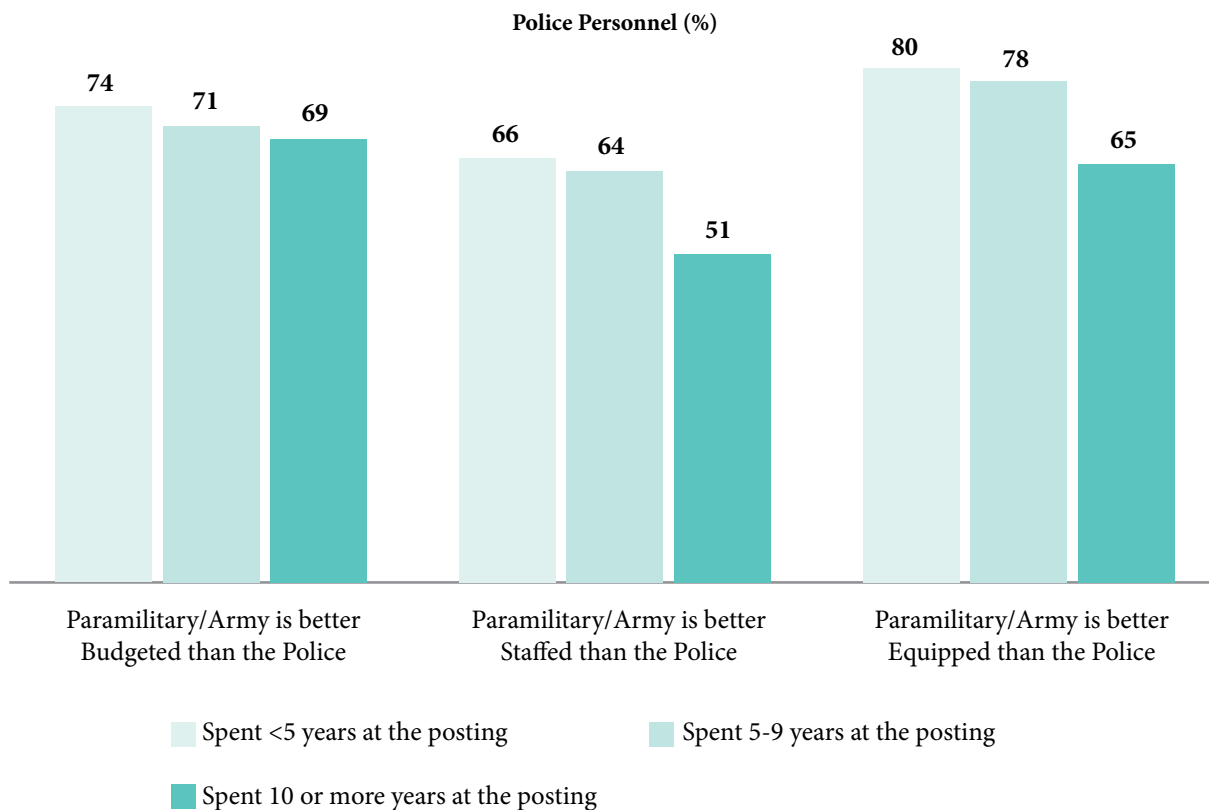 Police Personnel (%)
74
71
69
66
64
51
80
78
65
Paramilitary/Army is better
Budgeted than the Police
Paramilitary/Army is better
Staffed than the Police
Paramilitary/Army is better
Equipped than the Police
Spent <5 years at the posting
Spent 5-9 years at the posting
Spent 10 or more years at the posting